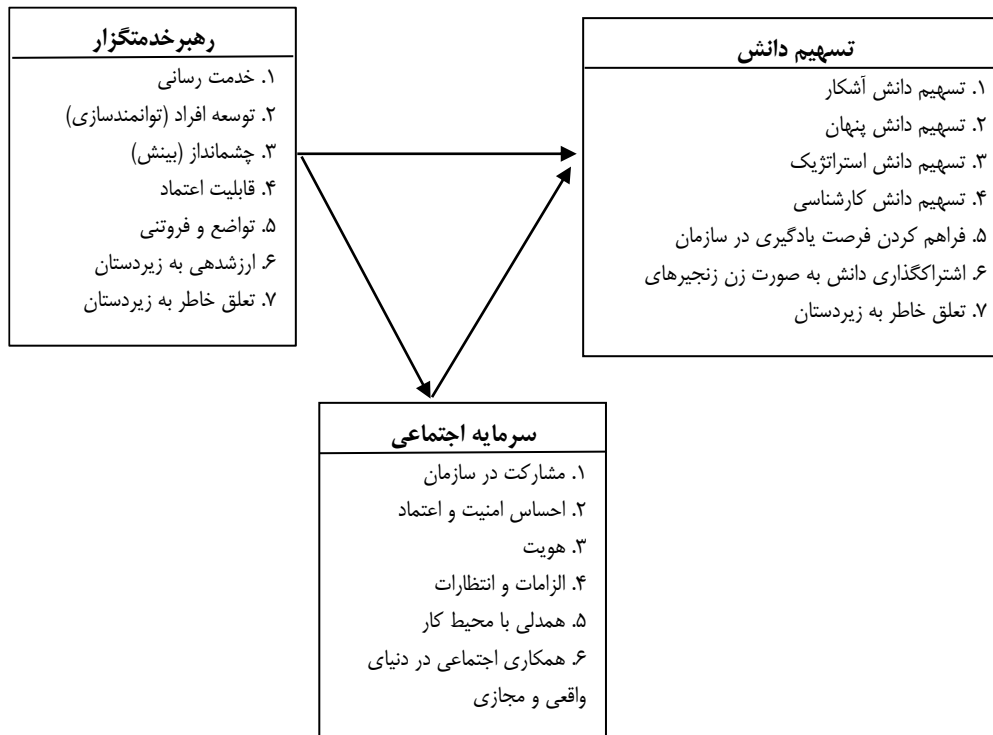 رهبرخدمتگزار
۱. خدمت رسانی
۲. توسعه افراد (توانمندسازی)
۳. چشمانداز (بینش)
۴. قابلیت اعتماد
۵. تواضع و فروتنی
۶. ارزشدهی به زیردستان
۷. تعلق خاطر به زیردستان
تسهیم دانش
۱. تسهیم دانش آشکار
۲. تسهیم دانش پنهان
۳. تسهیم دانش استراتژیک
۴. تسهیم دانش کارشناسی
۵. فراهم کردن فرصت یادگیری در سازمان
۶. اشتراکگذاری دانش به صورت زن زنجیرهای
۷. تعلق خاطر به زیردستان
سرمایه اجتماعی
۱. مشارکت در سازمان
۲. احساس امنیت و اعتماد
۳. هویت
۴. الزامات و انتظارات
۵. همدلی با محیط کار
۶. همکاری اجتماعی در دنیای
واقعی و مجازی